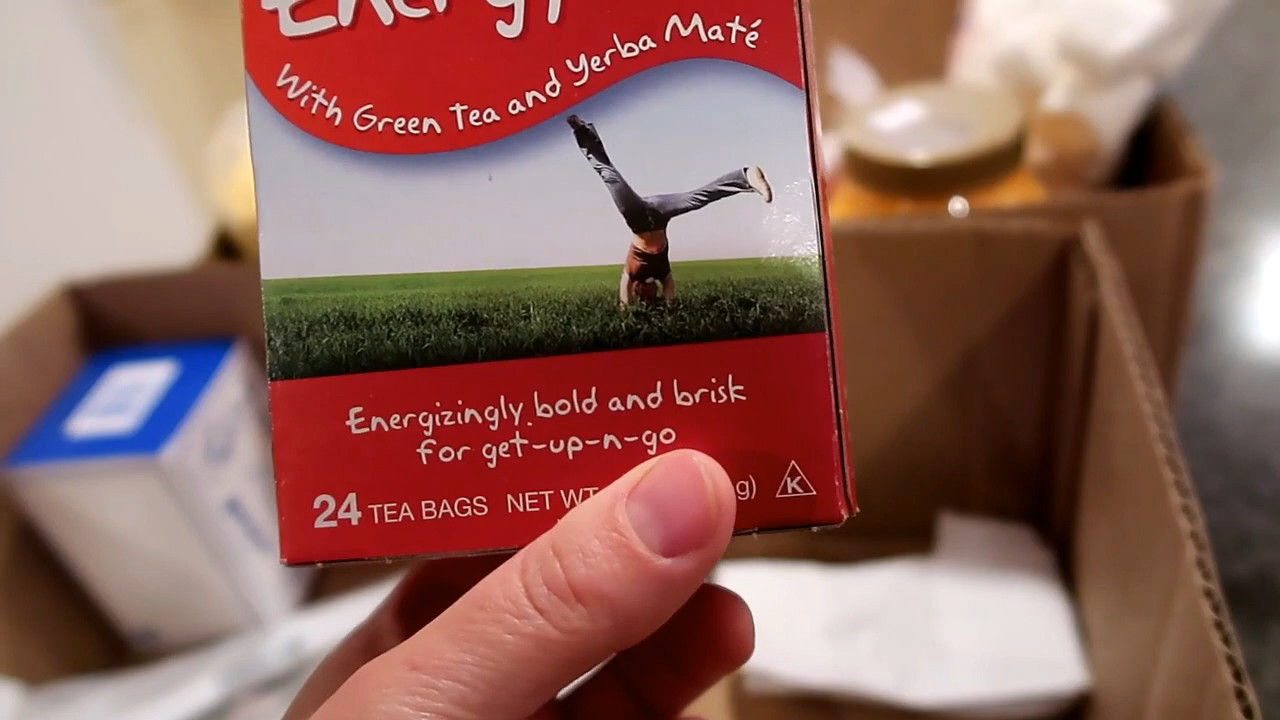 Energy
With Green Tea and Yerba Maté
Energizingly bold and brisk
for get-up-n-go
24 TEA BAGS NET WT g)
K